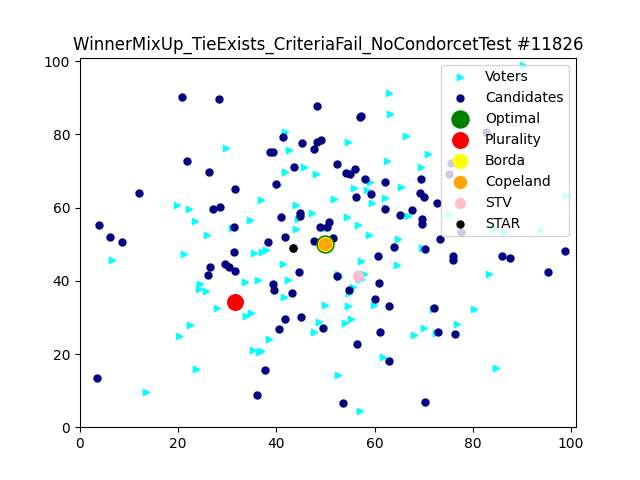 WinnerMixUp_TieExists_CriteriaFail_NoCondorcetTest #11826
100
80
60
40
20
0
0 20 40 60 80 100
Voters
Candidates
Optimal
Plurality
Borda
Copeland
STV
STAR